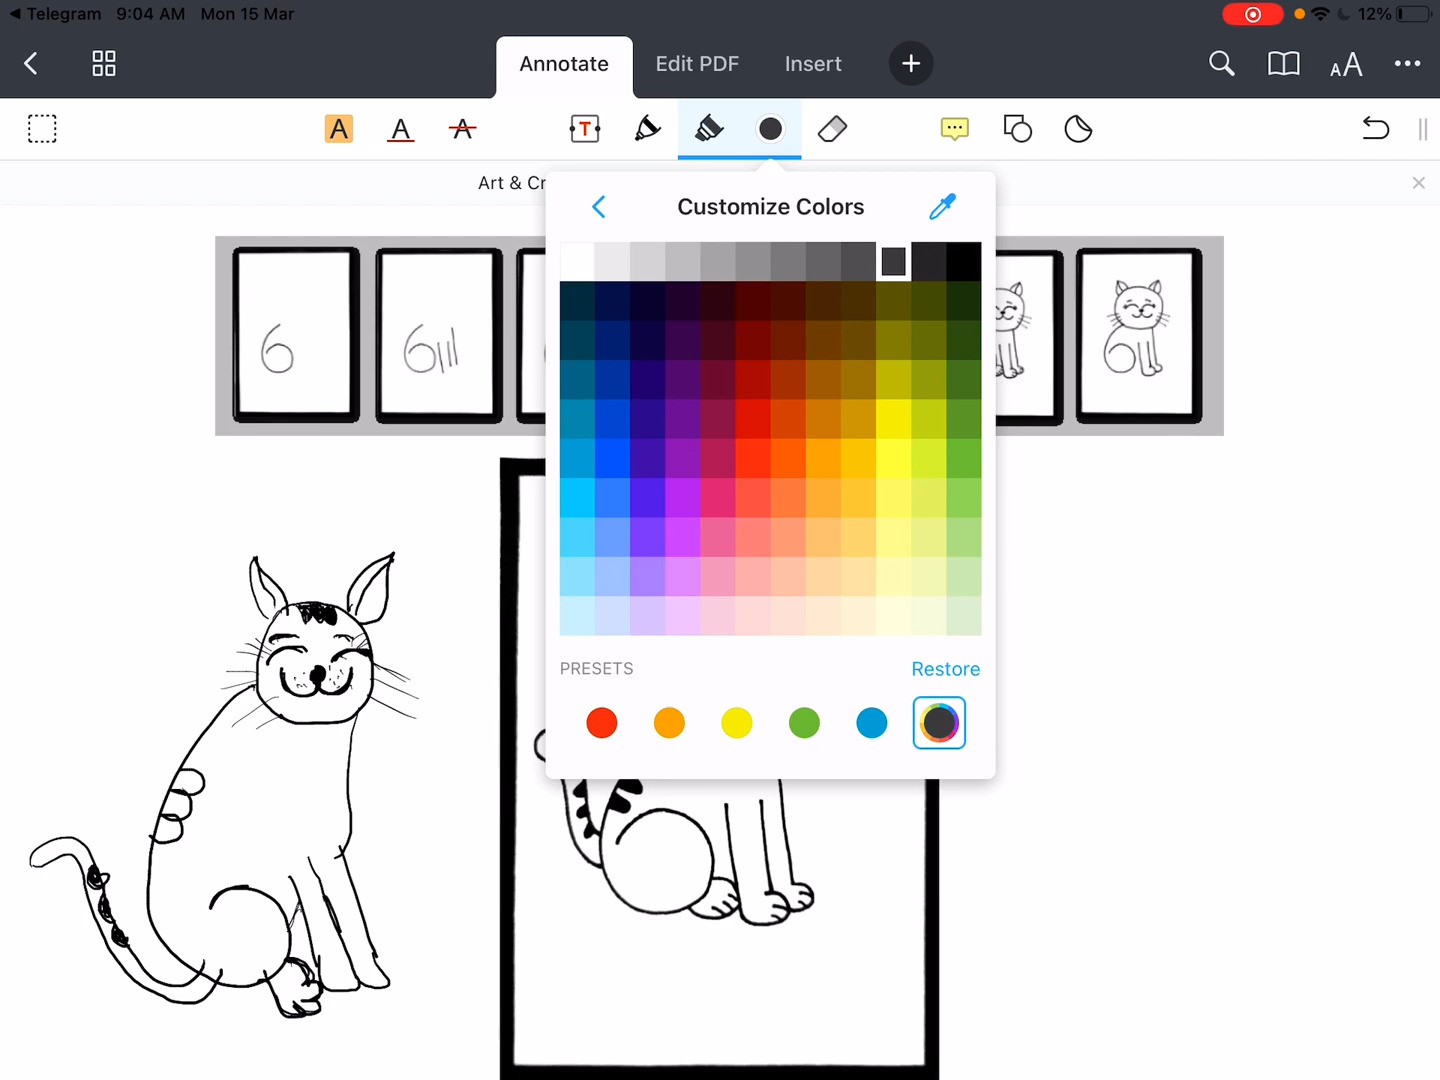 Telegram 9:04 AM Mon 15 Mar 12%
Annotate Edit PDF Insert
A A A T AA
Art & Cr
Customize Colors
6 6
PRESETS Restore